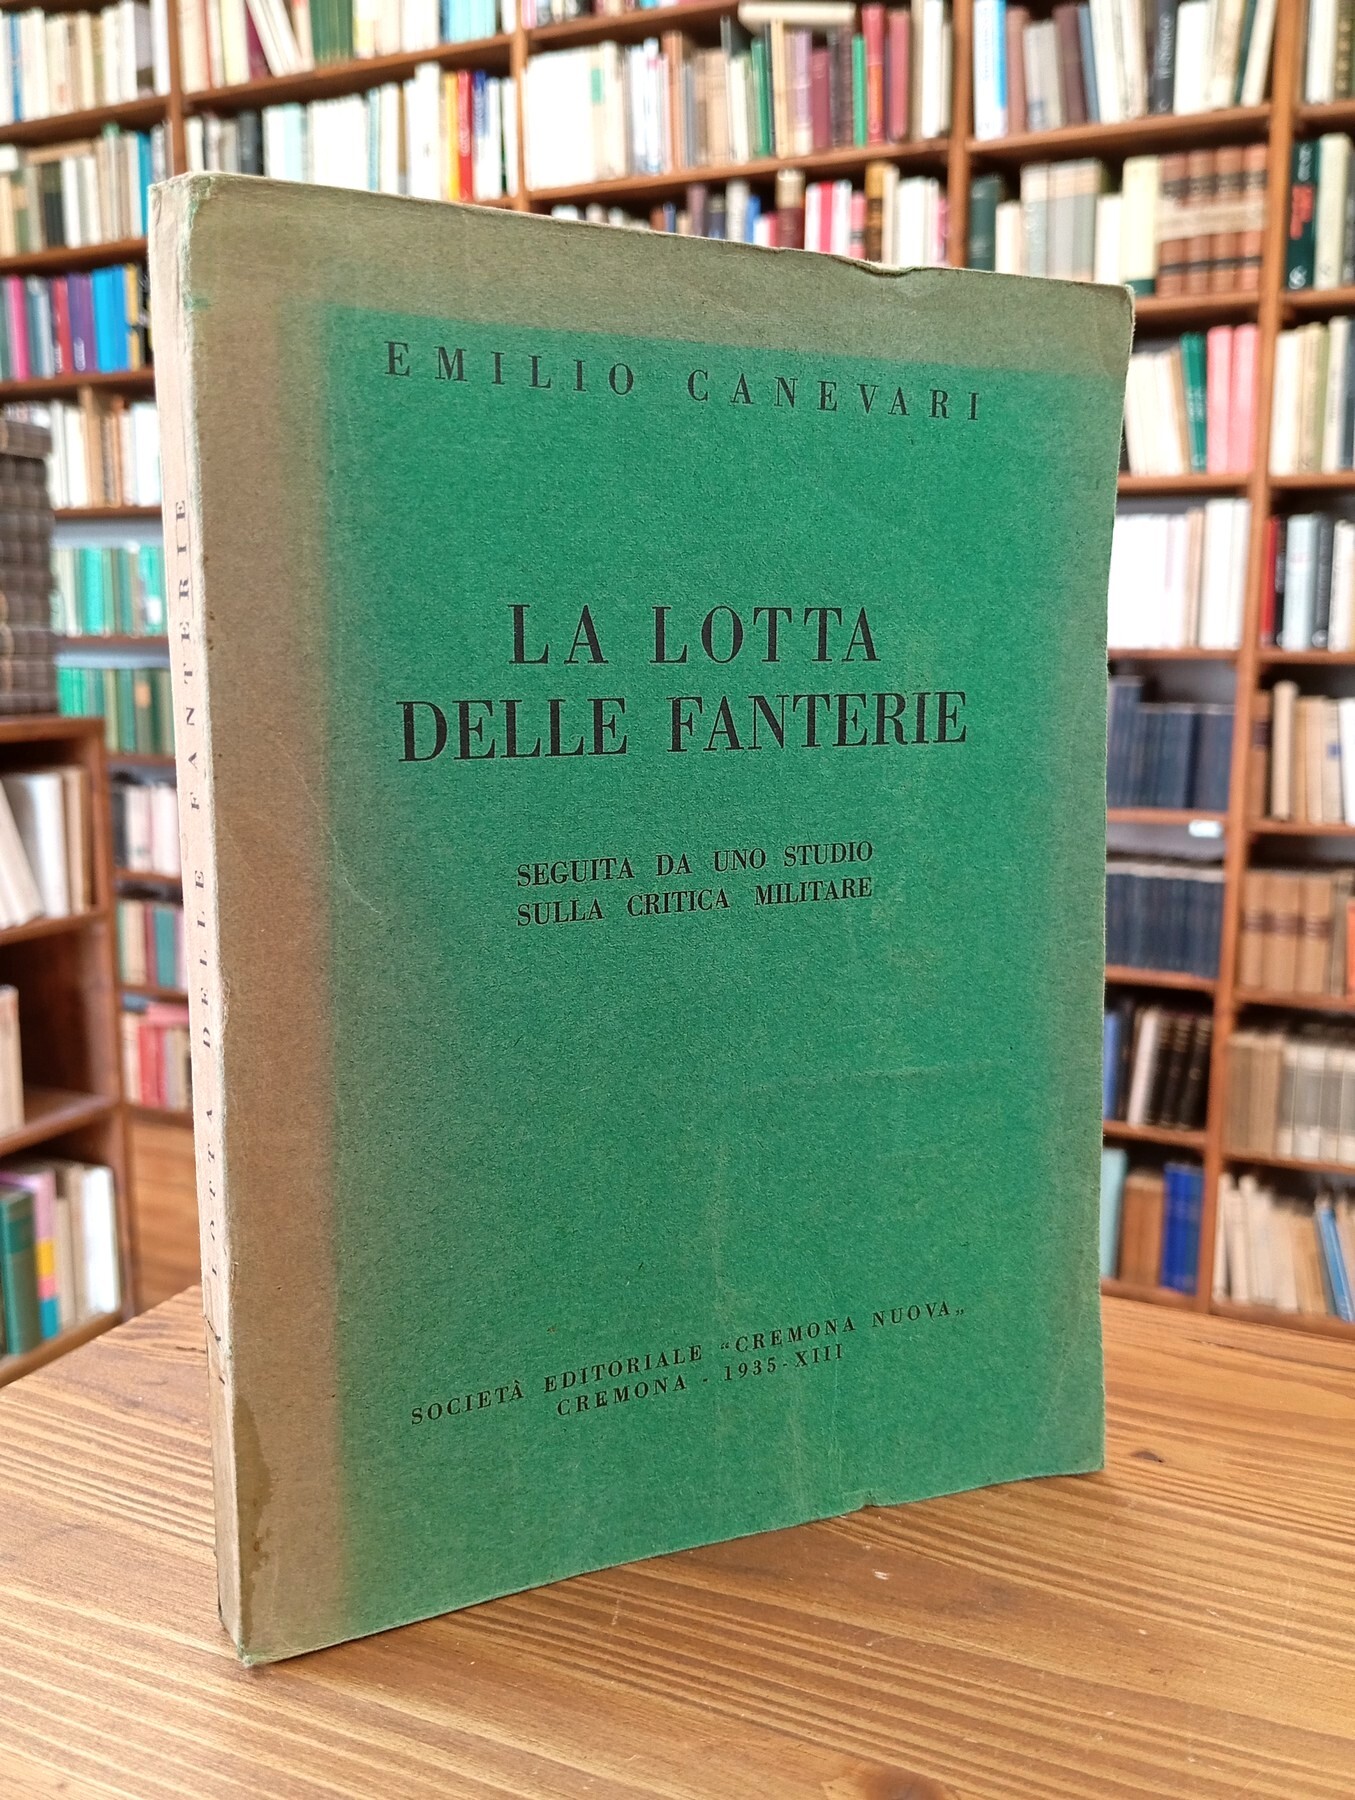 EMILIO CANEVARI
LA LOTTA
DELLE FANTERIE
SEGUITA DA UNO STUDIO
SULLA CRITICA MILITARE
SOCIETÀ EDITORIALE “CREMONA NUOVA„
CREMONA - 1935-XIII
LOTTA DELLE FANTERIE